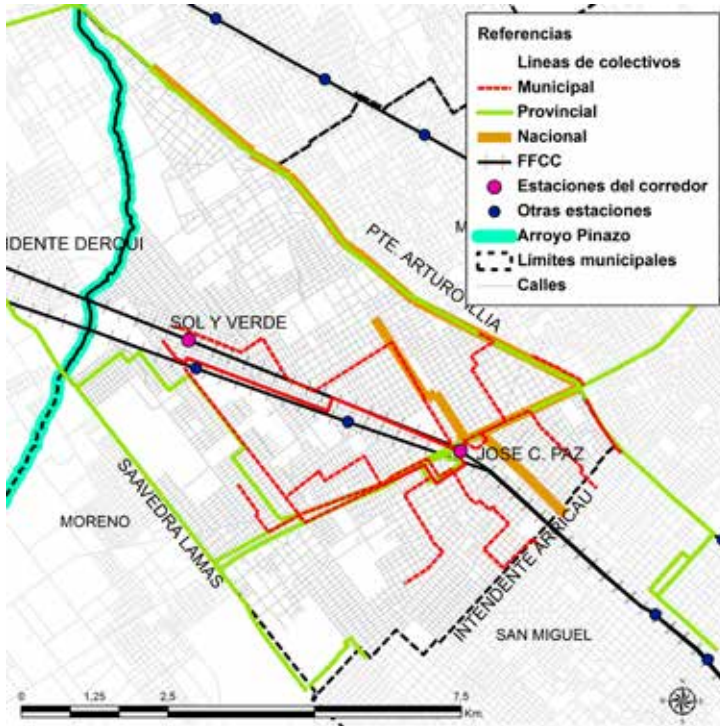 Referencias
Lineas de colectivos
Municipal
Provincial
Nacional
FFCC
Estaciones del corredor
Otras estaciones
Arroyo Pinazo
Limites municipales
Calles
IDENTE DERQUI
M
PTE. ARTURO ILLIA
SOL Y VERDE
JOSE C. PAZ
SAAVEDRA LAMAS
MORENO
INTENDENTE ARRICAU
SAN MIGUEL
0 1,25 2,5 7,5
Km.